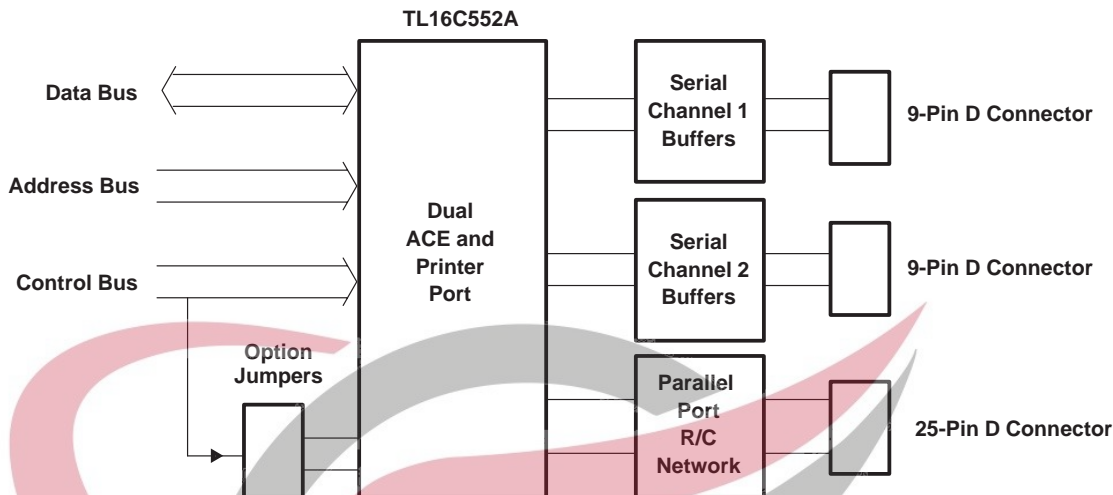 TL16C552A
Data Bus
Address Bus
Control Bus
Option
Jumpers
Dual
ACE and
Printer
Port
Serial
Channel 1
Buffers
9-Pin D Connector
Serial
Channel 2
Buffers
9-Pin D Connector
Parallel
Port
R/C
Network
25-Pin D Connector